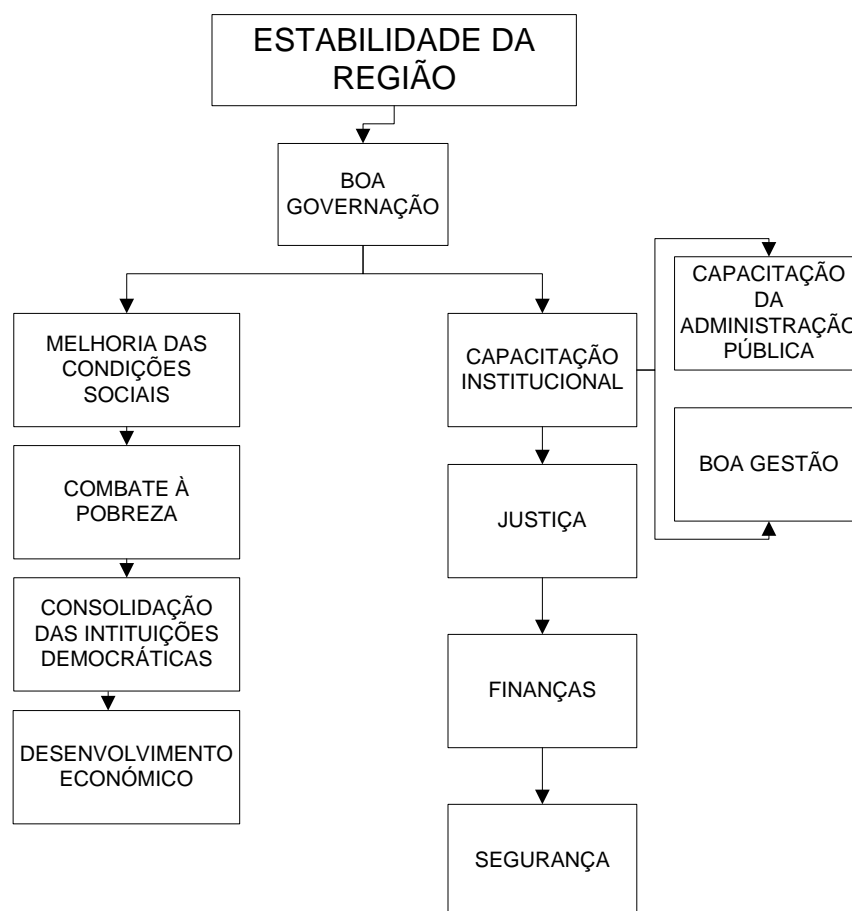 ESTABILIDADE DA
REGIÃO
BOA
GOVERNAÇÃO
MELHORIA DAS
CONDIÇÕES
SOCIAIS
COMBATE À
POBREZA
CONSOLIDAÇÃO
DAS INTITUIÇÕES
DEMOCRÁTICAS
DESENVOLVIMENTO
ECONÓMICO
CAPACITAÇÃO
INSTITUCIONAL
JUSTIÇA
FINANÇAS
SEGURANÇA
CAPACITAÇÃO
DA
ADMINISTRAÇÃO
PÚBLICA
BOA GESTÃO